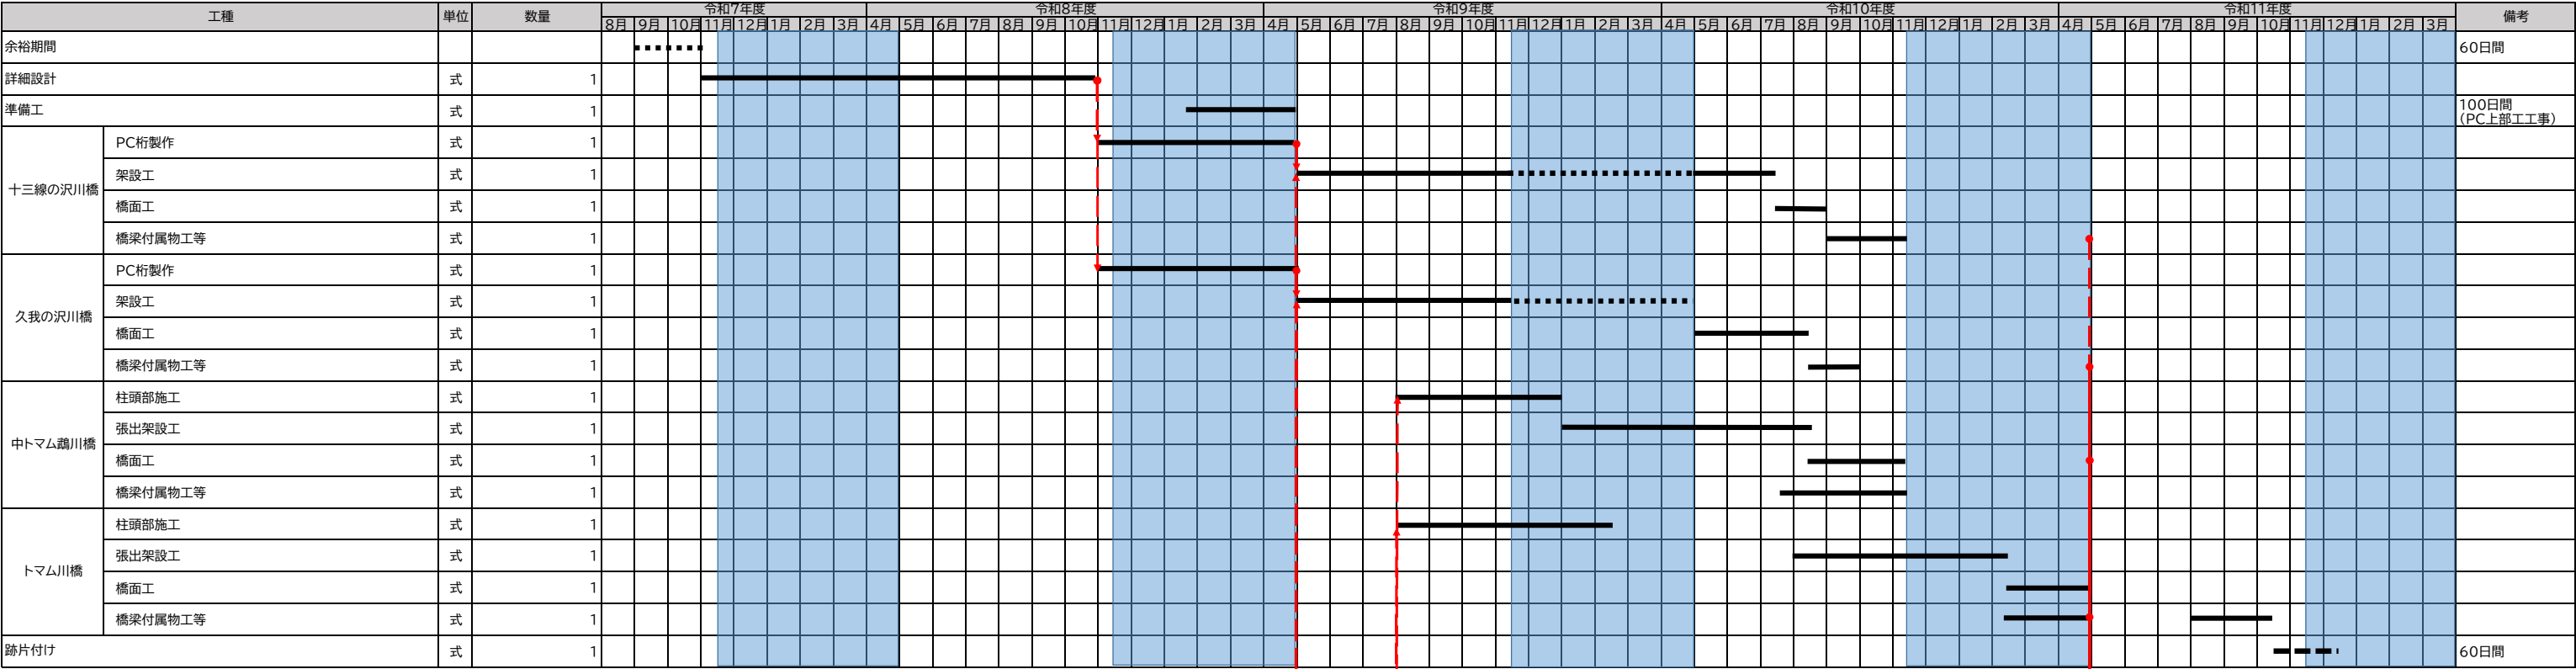 工種 単位 数量 令和7年度 令和8年度 令和9年度 令和10年度 令和11年度 備考
8月 9月 10月 11月 12月 1月 2月 3月 4月 5月 6月 7月 8月 9月 10月 11月 12月 1月 2月 3月 4月 5月 6月 7月 8月 9月 10月 11月 12月 1月 2月 3月 4月 5月 6月 7月 8月 9月 10月 11月 12月 1月 2月 3月 4月 5月 6月 7月 8月 9月 10月 11月 12月 1月 2月 3月
余裕期間 60日間
詳細設計 式 1
準備工 式 1 100日間
（PC上部工工事）
十三線の沢川橋
PC桁製作 式 1
架設工 式 1
橋面工 式 1
橋梁付属物工等 式 1
久我の沢川橋
PC桁製作 式 1
架設工 式 1
橋面工 式 1
橋梁付属物工等 式 1
中トマム鵡川橋
柱頭部施工 式 1
張出架設工 式 1
橋面工 式 1
橋梁付属物工等 式 1
トマム川橋
柱頭部施工 式 1
張出架設工 式 1
橋面工 式 1
橋梁付属物工等 式 1
跡片付け 式 1 60日間